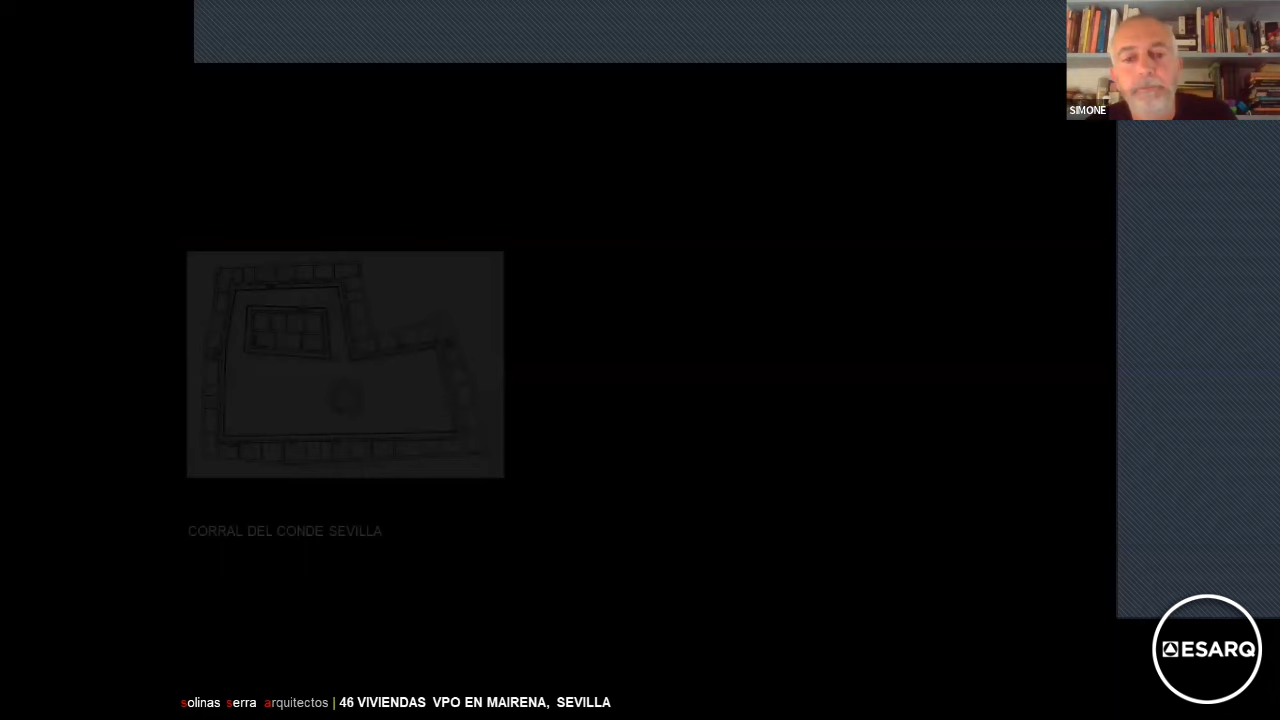 SIMONE
CORRAL DEL CONDE SEVILLA
ESARQ
solinas serra arquitectos | 46 VIVIENDAS VPO EN MAIRENA, SEVILLA